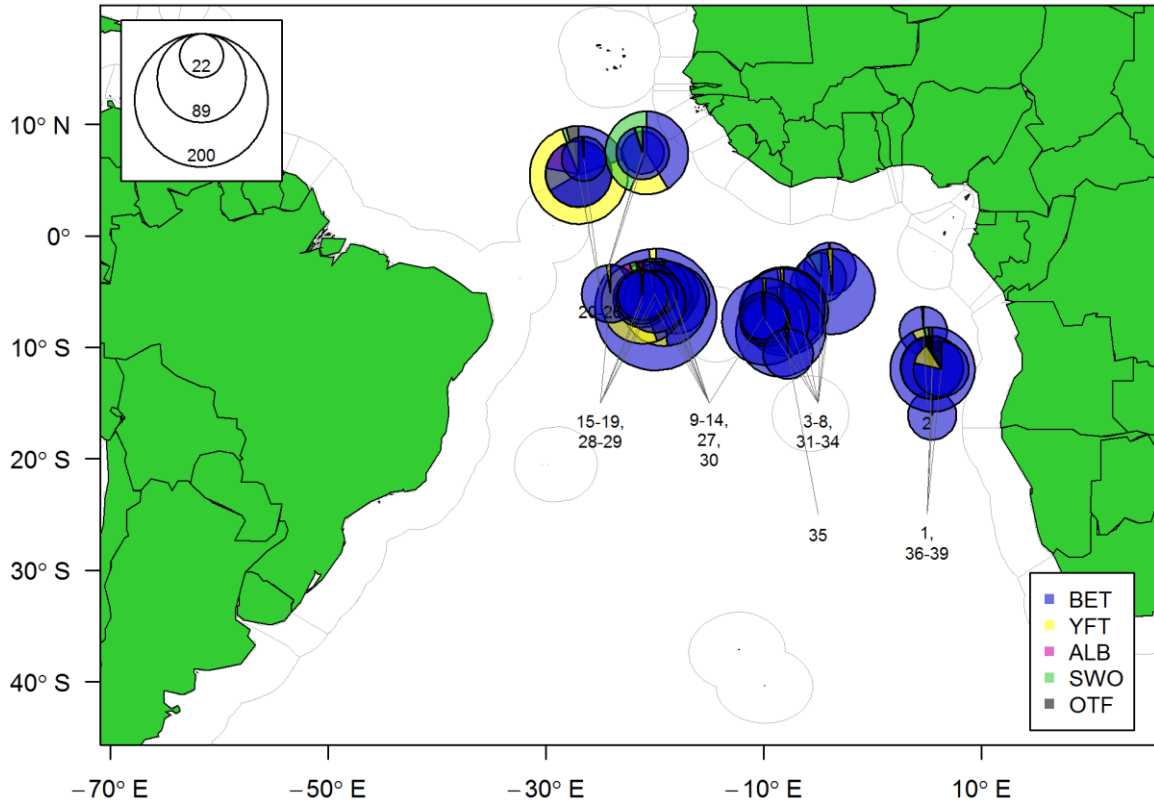 22
89
200
10° N
0°
10° S
20° S
30° S
40° S
20-26
15-19,
28-29
9-14,
27,
30
3-8,
31-34
2
35
1,
36-39
BET
YFT
ALB
SWO
OTF
−70° E
−50° E
−30° E
−10° E
10° E